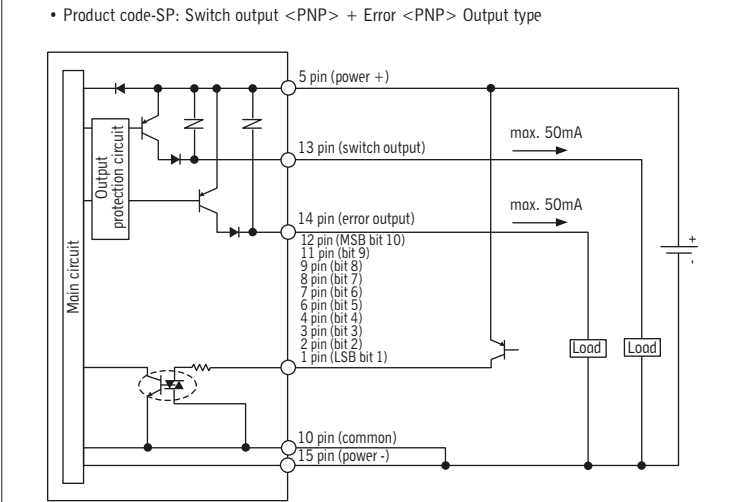 • Product code-SP: Switch output <PNP> + Error <PNP> Output type
5 pin (power +)
max. 50mA
13 pin (switch output)
Output
protection circuit
max. 50mA
14 pin (error output)
12 pin (MSB bit 10)
11 pin (bit 9)
9 pin (bit 8)
8 pin (bit 7)
7 pin (bit 6)
6 pin (bit 5)
4 pin (bit 4)
3 pin (bit 3)
2 pin (bit 2)
1 pin (LSB bit 1)
Main circuit
+
-
Load
Load
10 pin (common)
15 pin (power -)